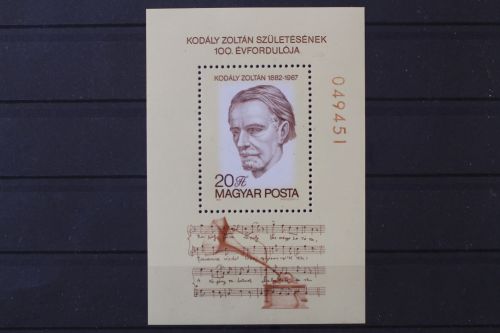 KODÁLY ZOLTÁN SZÜLETÉSÉNEK
100. ÉVFORDULÓJA
KODÁLY ZOLTÁN 1882-1967
049451
20 Ft
MAGYAR POSTA